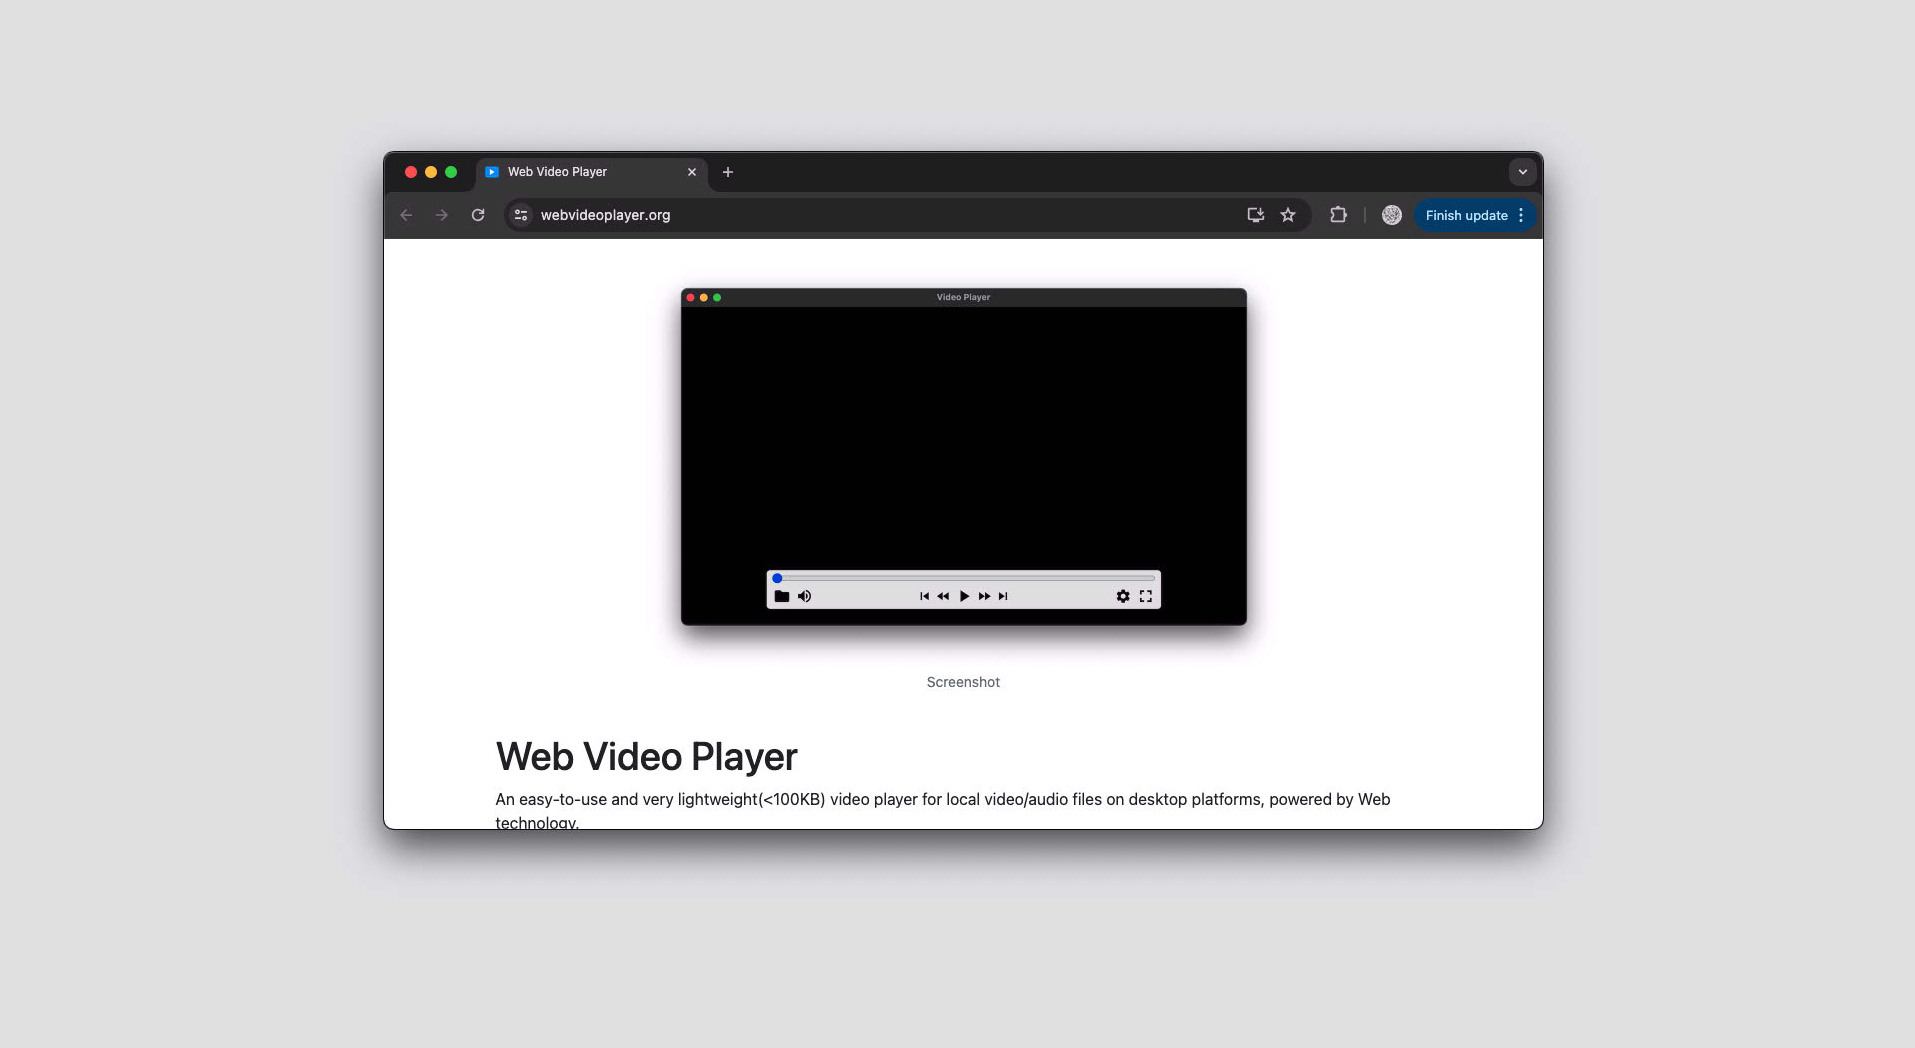 Web Video Player
webvideoplayer.org
Finish update
Video Player
Screenshot
Web Video Player
An easy-to-use and very lightweight(<100KB) video player for local video/audio files on desktop platforms, powered by Web
technology.